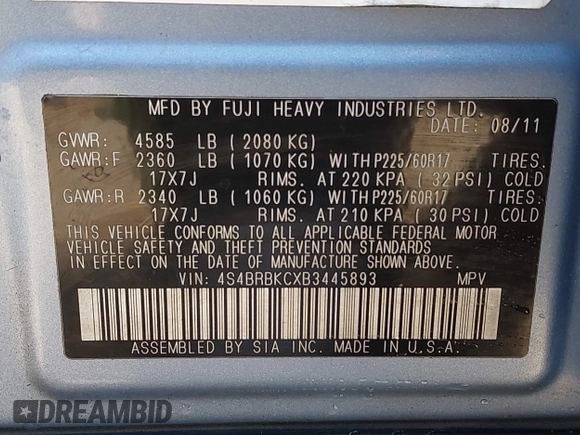 MFD BY FUJI HEAVY INDUSTRIES LTD.
DATE: 08/11
GVWR: 4585 LB ( 2080 KG)
GAWR:F 2360 LB ( 1070 KG) WITH P225/60R17 TIRES.
17X7J RIMS. AT 220 KPA ( 32 PSI) COLD
GAWR:R 2340 LB ( 1060 KG) WITH P225/60R17 TIRES.
17X7J RIMS. AT 210 KPA ( 30 PSI) COLD
THIS VEHICLE CONFORMS TO ALL APPLICABLE FEDERAL MOTOR
VEHICLE SAFETY AND THEFT PREVENTION STANDARDS
IN EFFECT ON THE DATE OF MANUFACTURE SHOWN ABOVE.
VIN: 4S4BRBKCXB3445893 MPV
ASSEMBLED BY SIA INC. MADE IN U.S.A.
DREAMBID